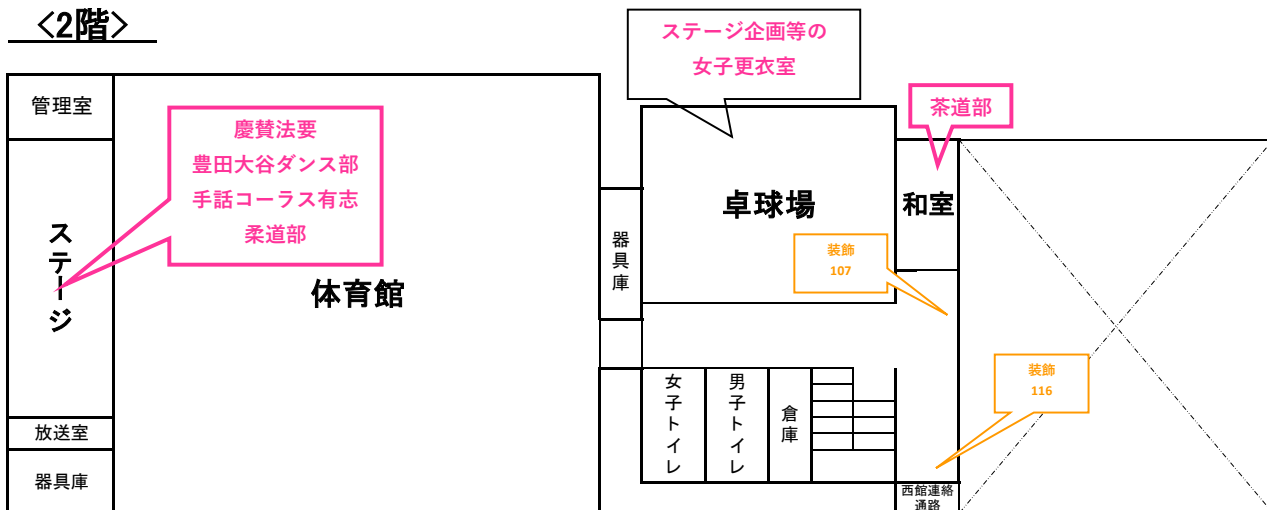 <2階>
ステージ企画等の
女子更衣室
管理室
慶賛法要
豊田大谷ダンス部
手話コーラス有志
柔道部
茶道部
ステージ
体育館
器具庫
卓球場
和室
装飾
107
装飾
116
女子トイレ
男子トイレ
倉庫
放送室
器具庫
西館連絡
通路